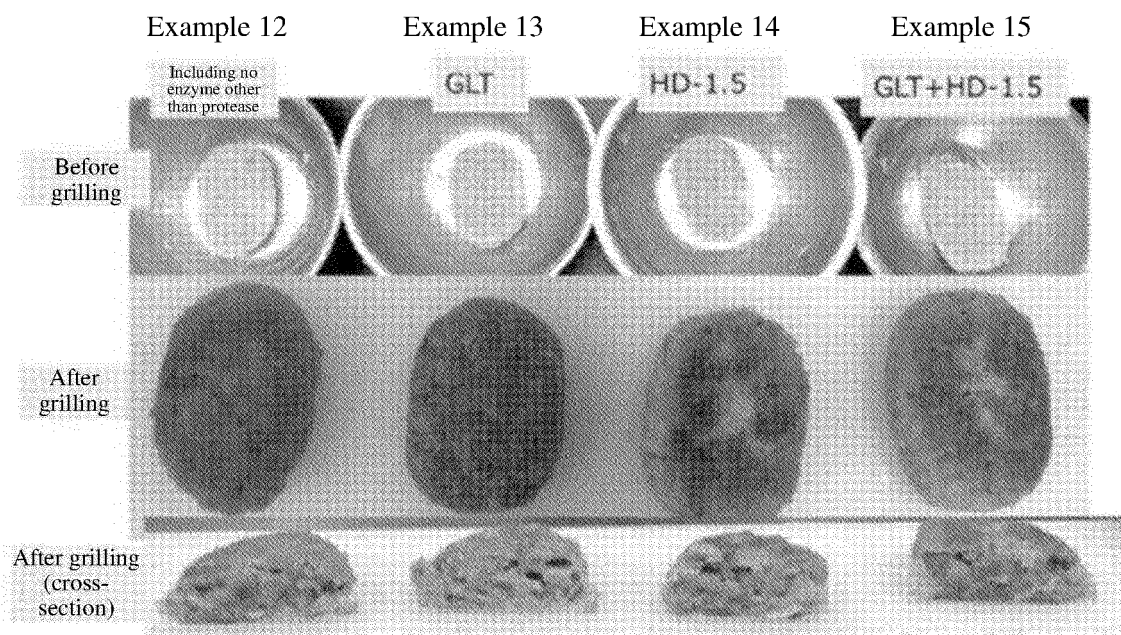 Example 12
Example 13
Example 14
Example 15
Including no
enzyme other
than protease
GLT
HD-1.5
GLT+HD-1.5
Before
grilling
After
grilling
After grilling
(cross-
section)